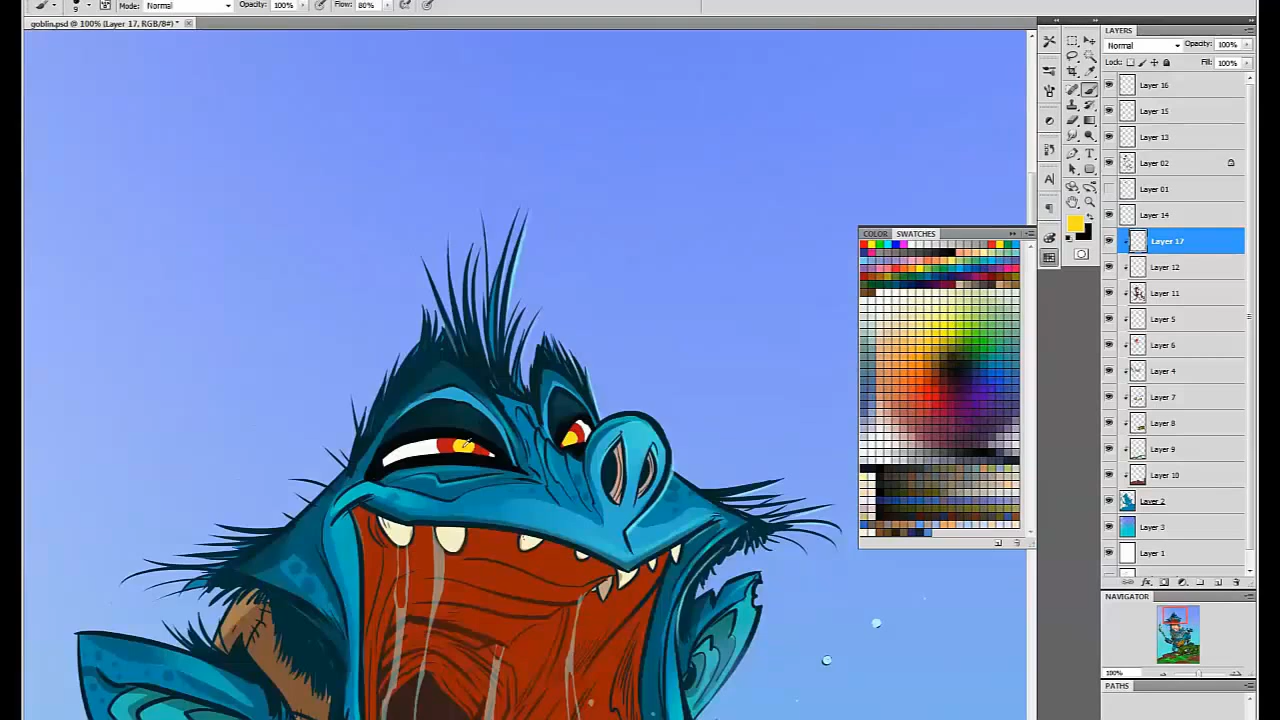 9 Mode: Normal Opacity: 100% Flow: 80%
goblin.psd @ 100% (Layer 17, RGB/8#) *
LAYERS
Normal Opacity: 100%
Lock: Fill: 100%
Layer 16
Layer 15
Layer 13
Layer 02
Layer 01
Layer 14
COLOR SWATCHES
Layer 17
Layer 12
Layer 11
Layer 5
Layer 6
Layer 4
Layer 7
Layer 8
Layer 9
Layer 10
Layer 2
Layer 3
Layer 1
NAVIGATOR
100%
PATHS